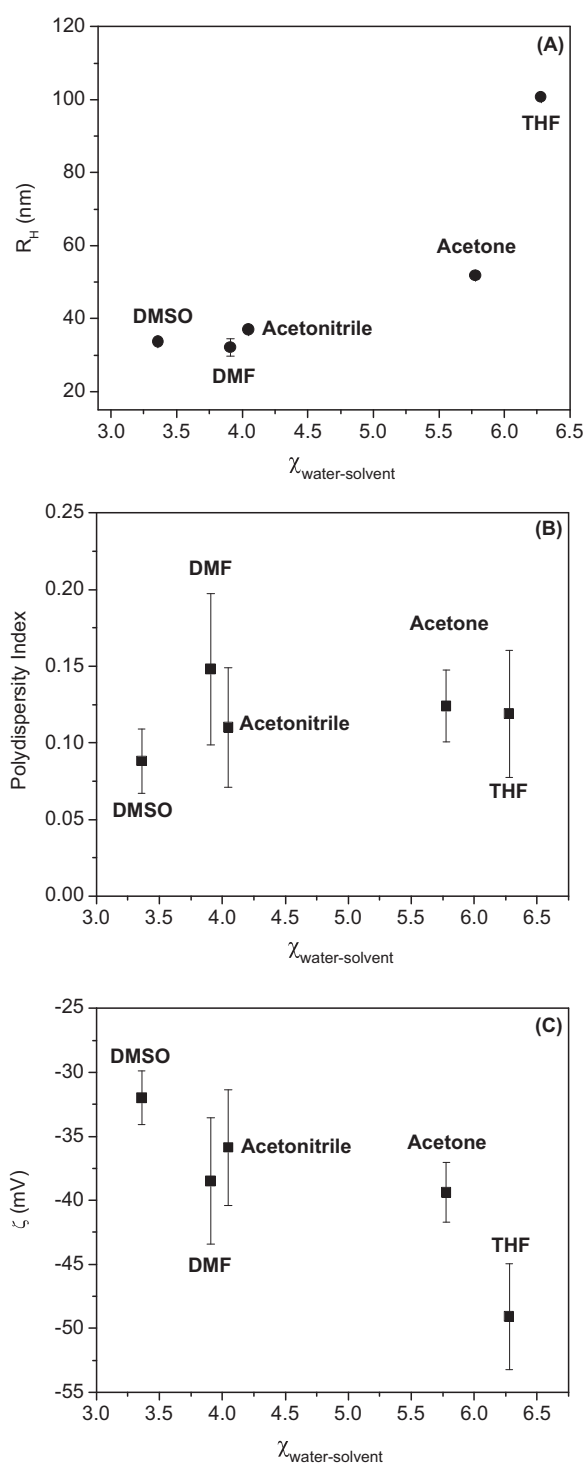 (A)
120
100
80
60
40
20
R_H (nm)
THF
Acetone
DMSO
Acetonitrile
DMF
3.0 3.5 4.0 4.5 5.0 5.5 6.0 6.5
χ_water-solvent
(B)
0.25
0.20
0.15
0.10
0.05
0.00
Polydispersity Index
DMF
Acetone
Acetonitrile
THF
DMSO
3.0 3.5 4.0 4.5 5.0 5.5 6.0 6.5
χ_water-solvent
(C)
-25
-30
-35
-40
-45
-50
-55
ζ (mV)
DMSO
Acetonitrile
Acetone
THF
DMF
3.0 3.5 4.0 4.5 5.0 5.5 6.0 6.5
χ_water-solvent